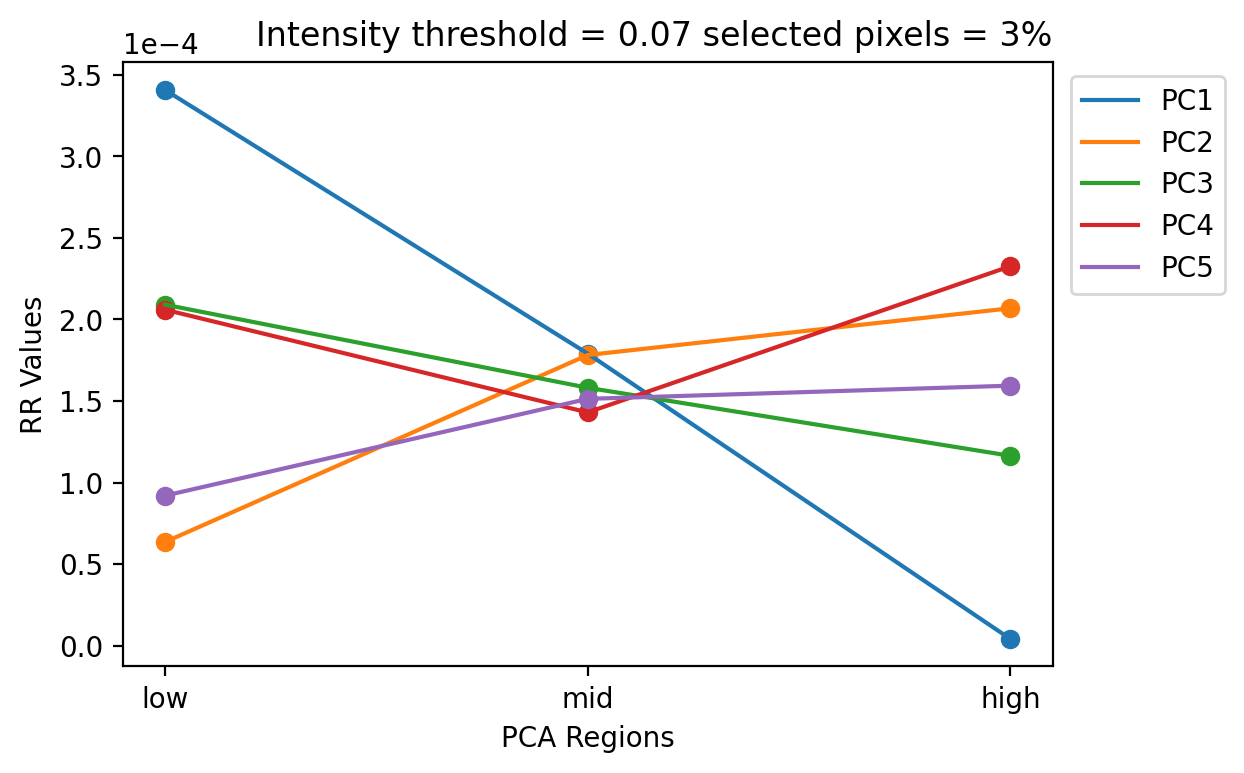 Intensity threshold = 0.07 selected pixels = 3%
1e−4
3.5
3.0
2.5
2.0
1.5
1.0
0.5
0.0
RR Values
low mid high
PCA Regions
PC1
PC2
PC3
PC4
PC5